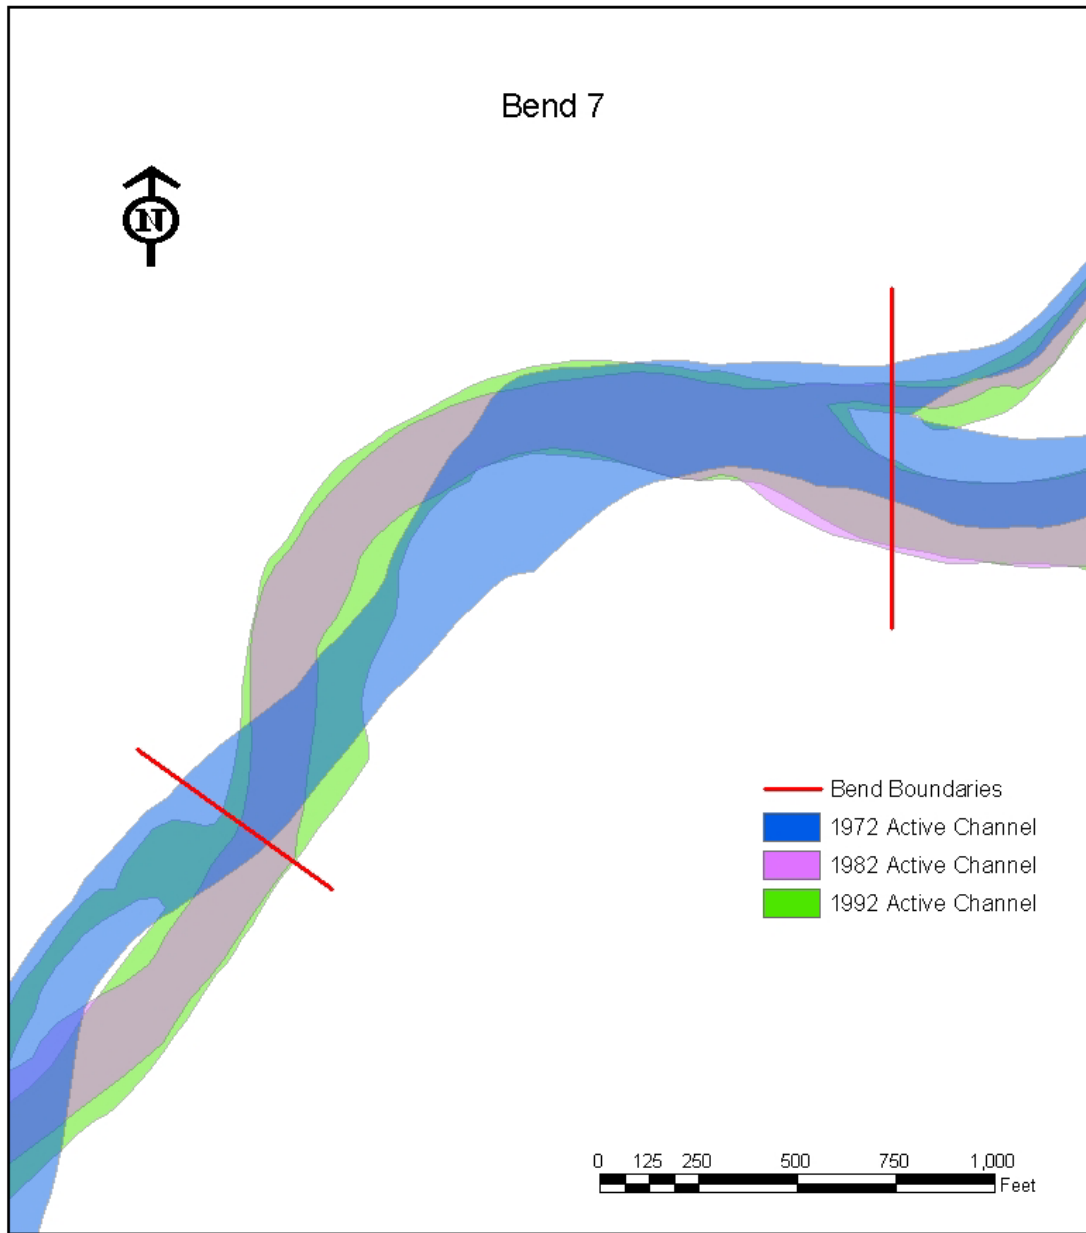 Bend 7
N
Bend Boundaries
1972 Active Channel
1982 Active Channel
1992 Active Channel
0 125 250 500 750 1,000
Feet